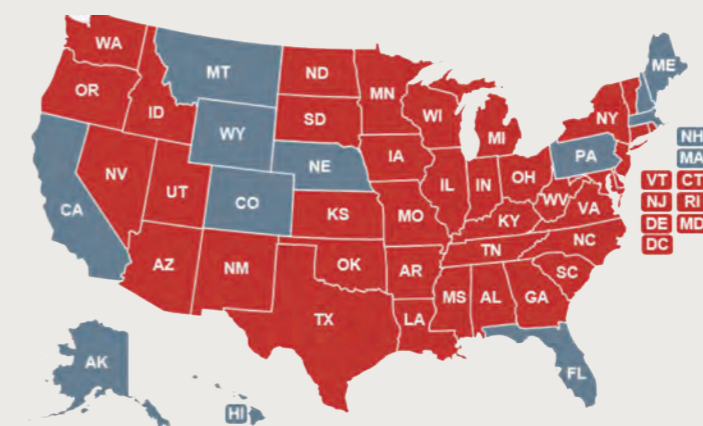 WA
MT
ND
MN
ME
OR
ID
SD
WI
MI
NY
WY
IA
NH
NE
PA
MA
NV
UT
CO
IL
IN
OH
VT CT
CA
KS
MO
WV
VA
NJ RI
KY
DE MD
AZ
NM
OK
AR
TN
NC
DC
SC
TX
LA
MS
AL
GA
AK
FL
HI